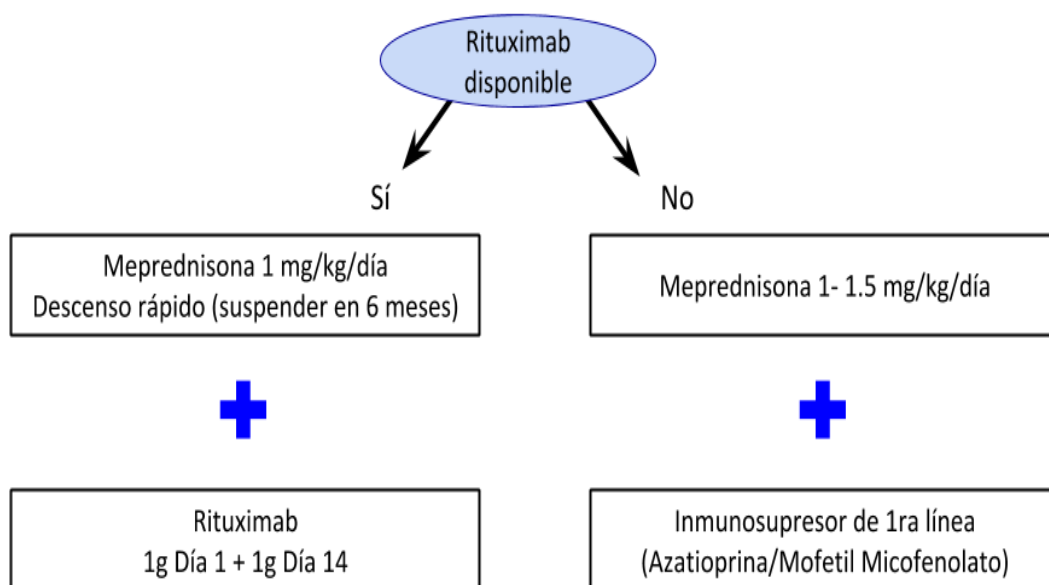 Rituximab
disponible
Sí
No
Meprednisona 1 mg/kg/día
Descenso rápido (suspender en 6 meses)
Meprednisona 1- 1.5 mg/kg/día
Rituximab
1g Día 1 + 1g Día 14
Inmunosupresor de 1ra línea
(Azatioprina/Mofetil Micofenolato)